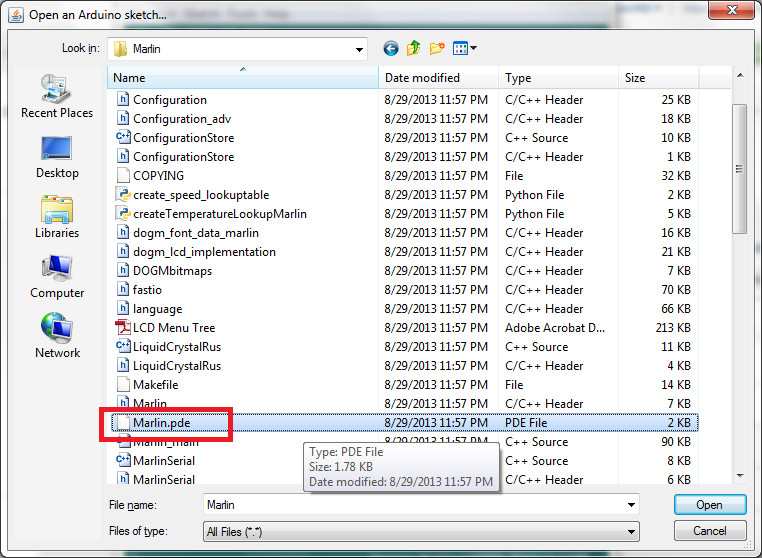 Open an Arduino sketch...
Look in: Marlin
Name Date modified Type Size
Configuration 8/29/2013 11:57 PM C/C++ Header 25 KB
Configuration_adv 8/29/2013 11:57 PM C/C++ Header 18 KB
ConfigurationStore 8/29/2013 11:57 PM C++ Source 10 KB
ConfigurationStore 8/29/2013 11:57 PM C/C++ Header 1 KB
COPYING 8/29/2013 11:57 PM File 32 KB
create_speed_lookuptable 8/29/2013 11:57 PM Python File 2 KB
createTemperatureLookupMarlin 8/29/2013 11:57 PM Python File 5 KB
dogm_font_data_marlin 8/29/2013 11:57 PM C/C++ Header 16 KB
dogm_lcd_implementation 8/29/2013 11:57 PM C/C++ Header 21 KB
DOGMbitmaps 8/29/2013 11:57 PM C/C++ Header 7 KB
fastio 8/29/2013 11:57 PM C/C++ Header 70 KB
language 8/29/2013 11:57 PM C/C++ Header 66 KB
LCD Menu Tree 8/29/2013 11:57 PM Adobe Acrobat D... 213 KB
LiquidCrystalRus 8/29/2013 11:57 PM C++ Source 11 KB
LiquidCrystalRus 8/29/2013 11:57 PM C/C++ Header 4 KB
Makefile 8/29/2013 11:57 PM File 14 KB
Marlin 8/29/2013 11:57 PM C/C++ Header 7 KB
Marlin.pde 8/29/2013 11:57 PM PDE File 2 KB
Marlin_main 8/29/2013 11:57 PM C++ Source 90 KB
MarlinSerial C++ Source 8 KB
MarlinSerial C/C++ Header 6 KB
Type: PDE File
Size: 1.78 KB
Date modified: 8/29/2013 11:57 PM
Recent Places
Desktop
Libraries
Computer
Network
File name: Marlin Open
Files of type: All Files (*.*) Cancel